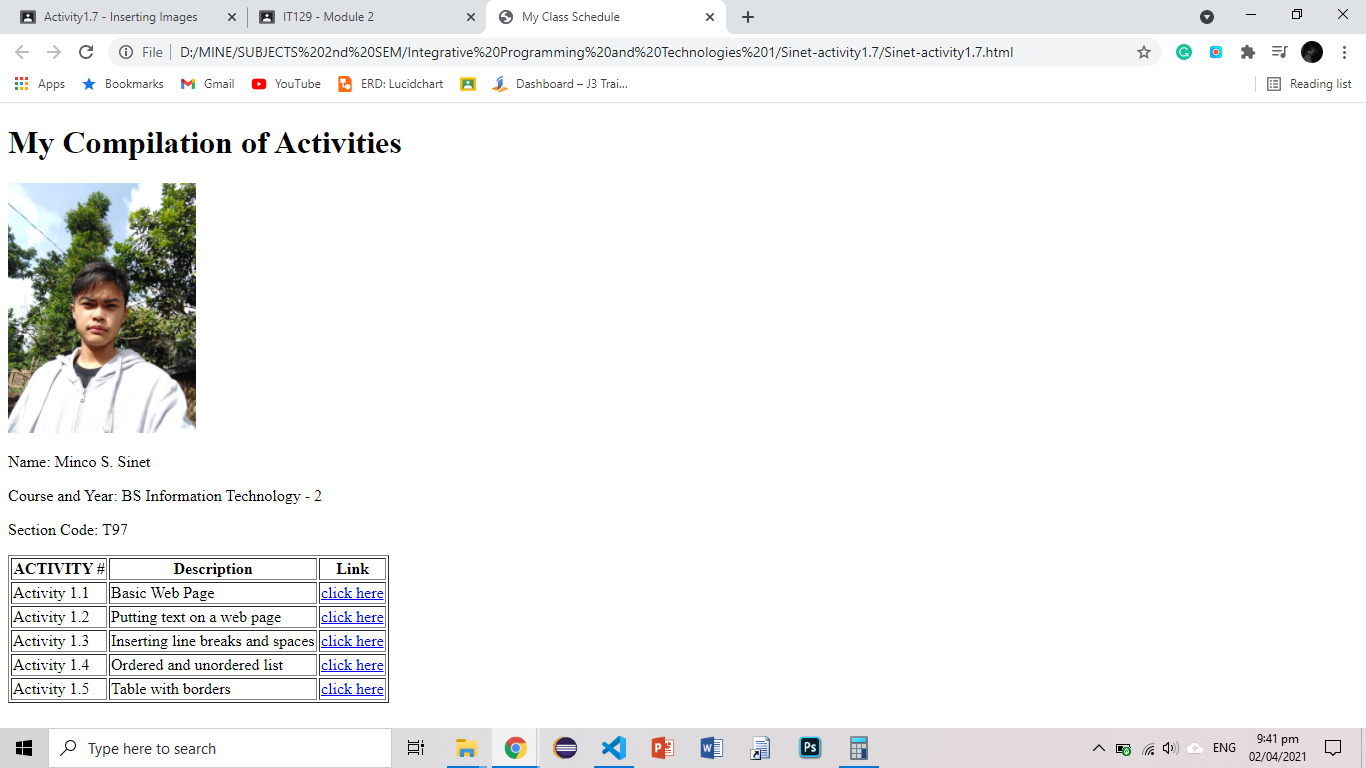 Activity1.7 - Inserting Images
IT129 - Module 2
My Class Schedule
File
D:/MINE/SUBJECTS%202nd%20SEM/Integrative%20Programming%20and%20Technologies%201/Sinet-activity1.7/Sinet-activity1.7.html
Apps
Bookmarks
Gmail
YouTube
ERD: Lucidchart
Dashboard – J3 Trai...
Reading list
My Compilation of Activities
Name: Minco S. Sinet
Course and Year: BS Information Technology - 2
Section Code: T97
ACTIVITY # Description Link
Activity 1.1 Basic Web Page click here
Activity 1.2 Putting text on a web page click here
Activity 1.3 Inserting line breaks and spaces click here
Activity 1.4 Ordered and unordered list click here
Activity 1.5 Table with borders click here
Type here to search
ENG
9:41 pm
02/04/2021